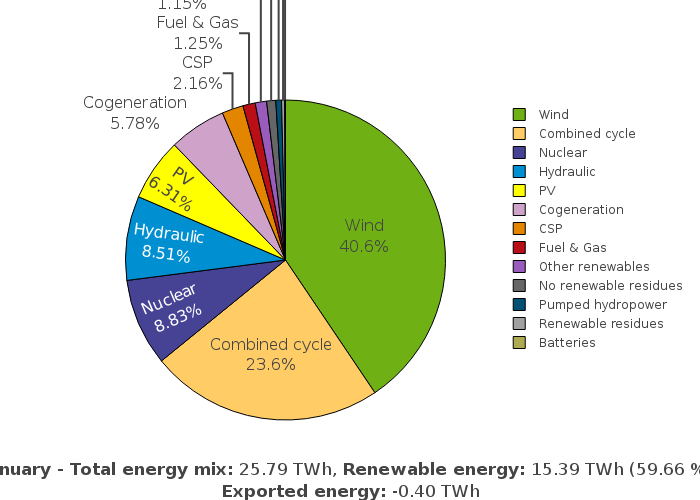 1.15%
Fuel & Gas
1.25%
CSP
2.16%
Cogeneration
5.78%
PV
6.31%
Hydraulic
8.51%
Nuclear
8.83%
Combined cycle
23.6%
Wind
40.6%
Wind
Combined cycle
Nuclear
Hydraulic
PV
Cogeneration
CSP
Fuel & Gas
Other renewables
No renewable residues
Pumped hydropower
Renewable residues
Batteries
nuary - Total energy mix: 25.79 TWh, Renewable energy: 15.39 TWh (59.66 %
Exported energy: -0.40 TWh